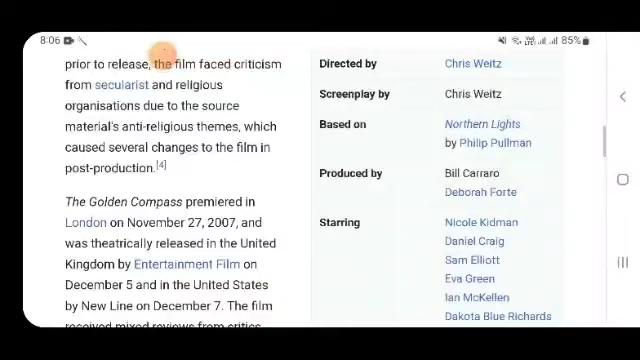 8:06
85%
prior to release, the film faced criticism
from secularist and religious
organisations due to the source
material's anti-religious themes, which
caused several changes to the film in
post-production.[4]
The Golden Compass premiered in
London on November 27, 2007, and
was theatrically released in the United
Kingdom by Entertainment Film on
December 5 and in the United States
by New Line on December 7. The film
received mixed reviews from critics
Directed by Chris Weitz
Screenplay by Chris Weitz
Based on Northern Lights
by Philip Pullman
Produced by Bill Carraro
Deborah Forte
Starring Nicole Kidman
Daniel Craig
Sam Elliott
Eva Green
Ian McKellen
Dakota Blue Richards